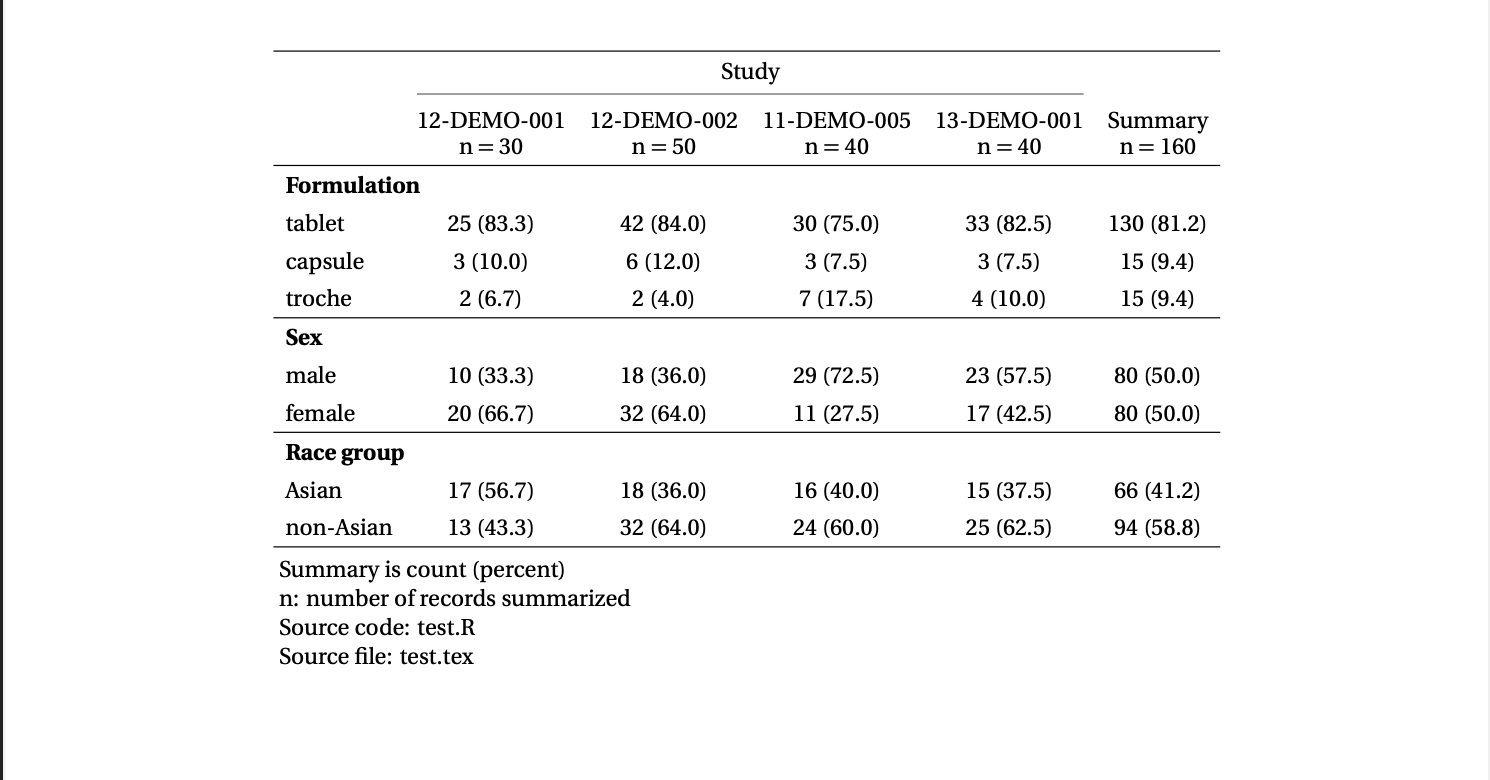 Study
12-DEMO-001 12-DEMO-002 11-DEMO-005 13-DEMO-001 Summary
n = 30 n = 50 n = 40 n = 40 n = 160
Formulation
tablet 25 (83.3) 42 (84.0) 30 (75.0) 33 (82.5) 130 (81.2)
capsule 3 (10.0) 6 (12.0) 3 (7.5) 3 (7.5) 15 (9.4)
troche 2 (6.7) 2 (4.0) 7 (17.5) 4 (10.0) 15 (9.4)
Sex
male 10 (33.3) 18 (36.0) 29 (72.5) 23 (57.5) 80 (50.0)
female 20 (66.7) 32 (64.0) 11 (27.5) 17 (42.5) 80 (50.0)
Race group
Asian 17 (56.7) 18 (36.0) 16 (40.0) 15 (37.5) 66 (41.2)
non-Asian 13 (43.3) 32 (64.0) 24 (60.0) 25 (62.5) 94 (58.8)
Summary is count (percent)
n: number of records summarized
Source code: test.R
Source file: test.tex